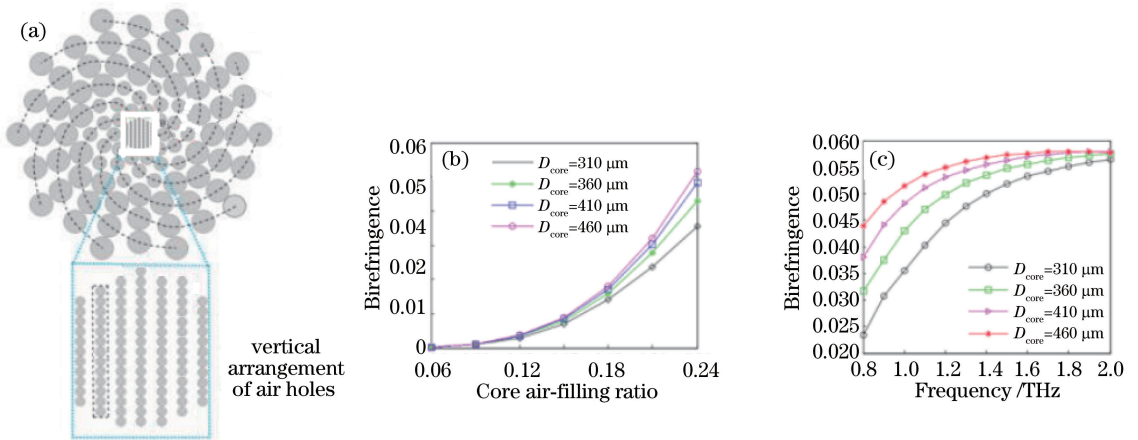 (a)
vertical
arrangement
of air holes
(b)
Birefringence
0.06
0.05
0.04
0.02
0.01
0
0.06
0.12
0.18
0.24
Core air-filling ratio
Dcore=310 μm
Dcore=360 μm
Dcore=410 μm
Dcore=460 μm
(c)
Birefringence
0.060
0.055
0.050
0.045
0.040
0.035
0.030
0.025
0.020
0.8
1.0
1.2
1.4
1.6
1.8
2.0
Frequency /THz
Dcore=310 μm
Dcore=360 μm
Dcore=410 μm
Dcore=460 μm